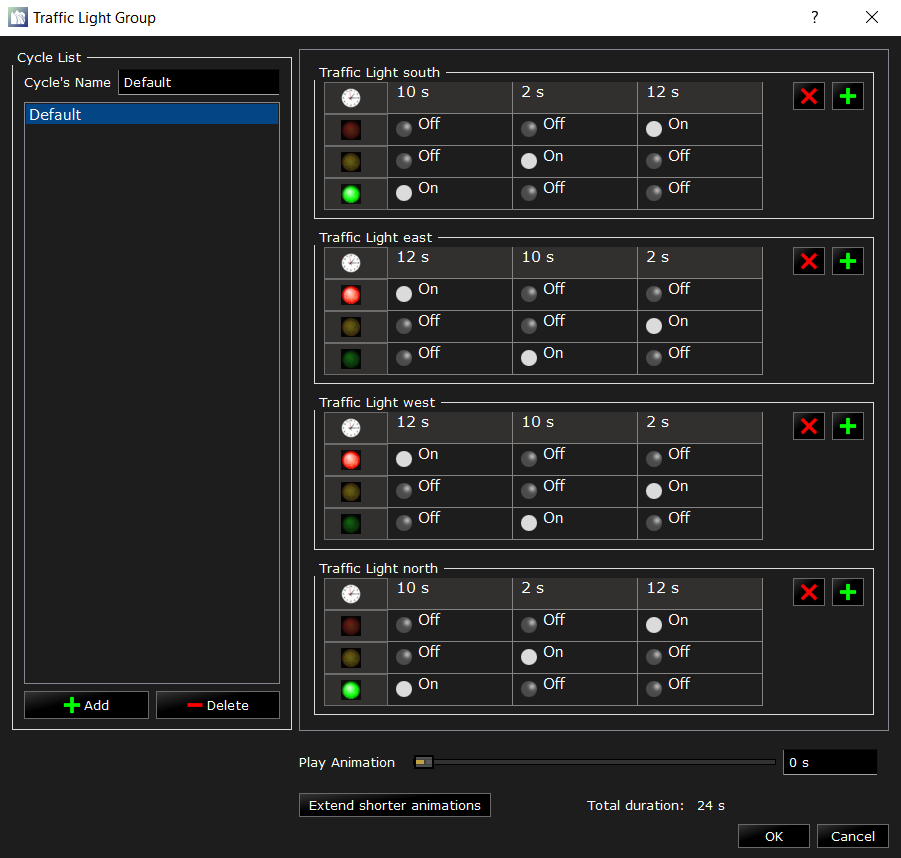 Traffic Light Group ?
Cycle List
Cycle's Name Default
Default
Add Delete
Traffic Light south
10 s 2 s 12 s
Off Off On
Off On Off
On Off Off
Traffic Light east
12 s 10 s 2 s
On Off Off
Off Off On
Off On Off
Traffic Light west
12 s 10 s 2 s
On Off Off
Off Off On
Off On Off
Traffic Light north
10 s 2 s 12 s
Off Off On
Off On Off
On Off Off
Play Animation 0 s
Extend shorter animations Total duration: 24 s
OK Cancel